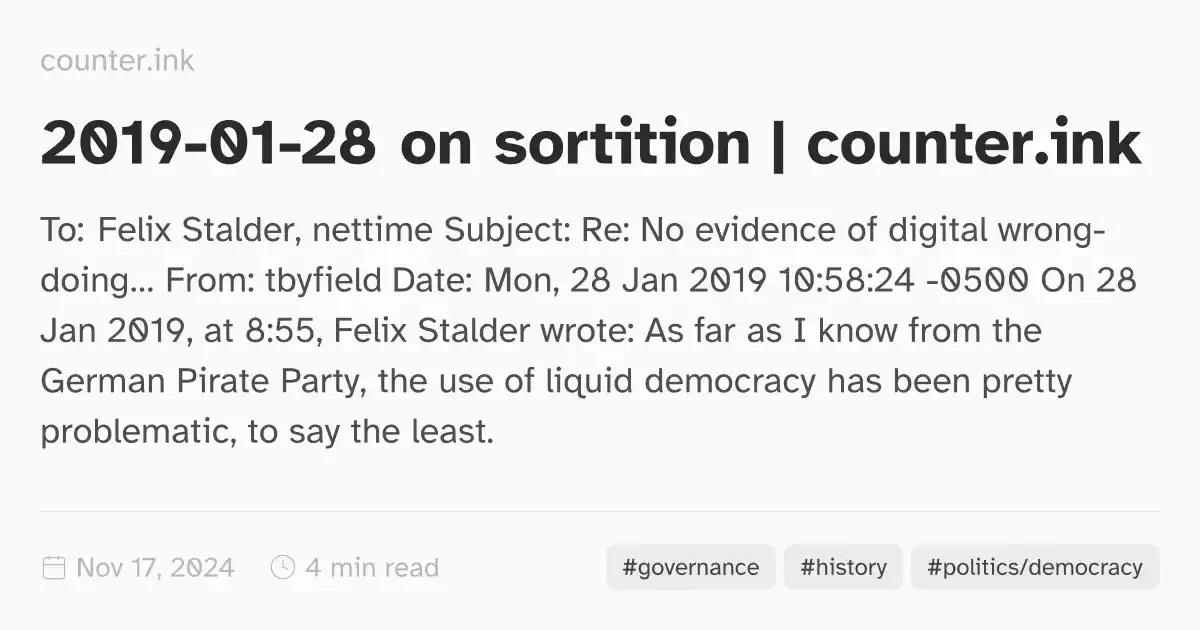 counter.ink
2019-01-28 on sortition | counter.ink
To: Felix Stalder, nettime Subject: Re: No evidence of digital wrong-
doing... From: tbyfield Date: Mon, 28 Jan 2019 10:58:24 -0500 On 28
Jan 2019, at 8:55, Felix Stalder wrote: As far as I know from the
German Pirate Party, the use of liquid democracy has been pretty
problematic, to say the least.
Nov 17, 2024 4 min read #governance #history #politics/democracy